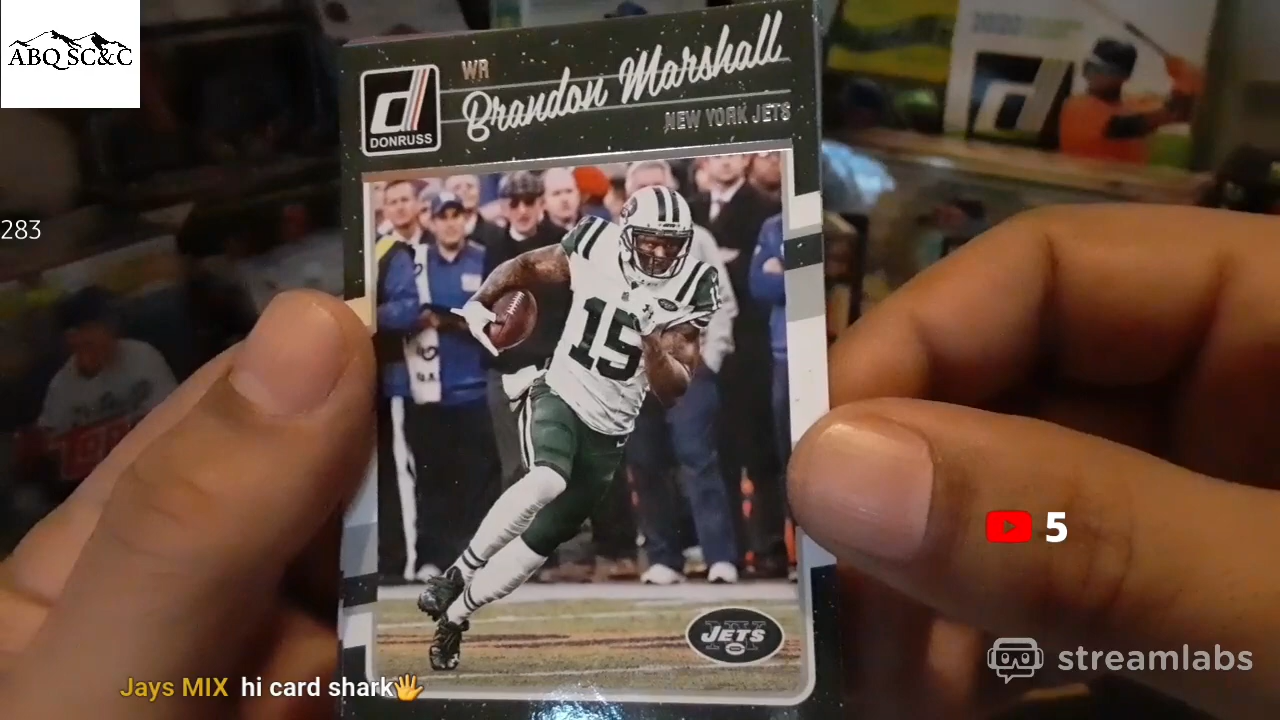 ABQ SC&C
WR
Brandon Marshall
NEW YORK JETS
DONRUSS
283
15
15
JETS
5
streamlabs
Jays MIX hi card shark🖐